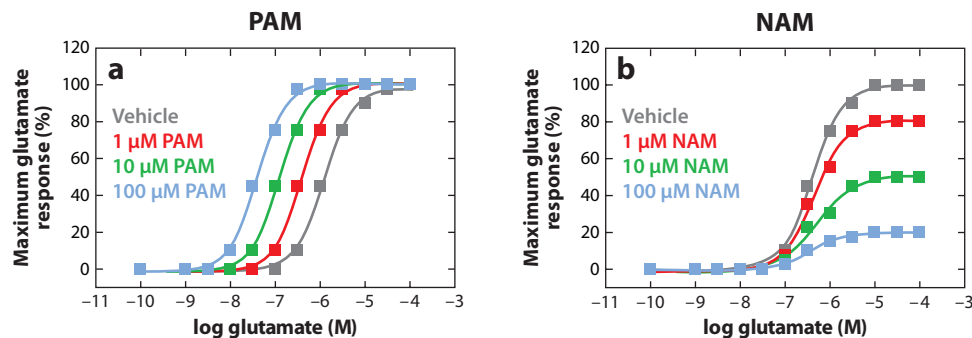 PAM
120
100
80
60
40
20
0
a
Vehicle
1 µM PAM
10 µM PAM
100 µM PAM
Maximum glutamate
response (%)
−11 −10 −9 −8 −7 −6 −5 −4 −3
log glutamate (M)
NAM
120
100
80
60
40
20
0
b
Vehicle
1 µM NAM
10 µM NAM
100 µM NAM
Maximum glutamate
response (%)
−11 −10 −9 −8 −7 −6 −5 −4 −3
log glutamate (M)